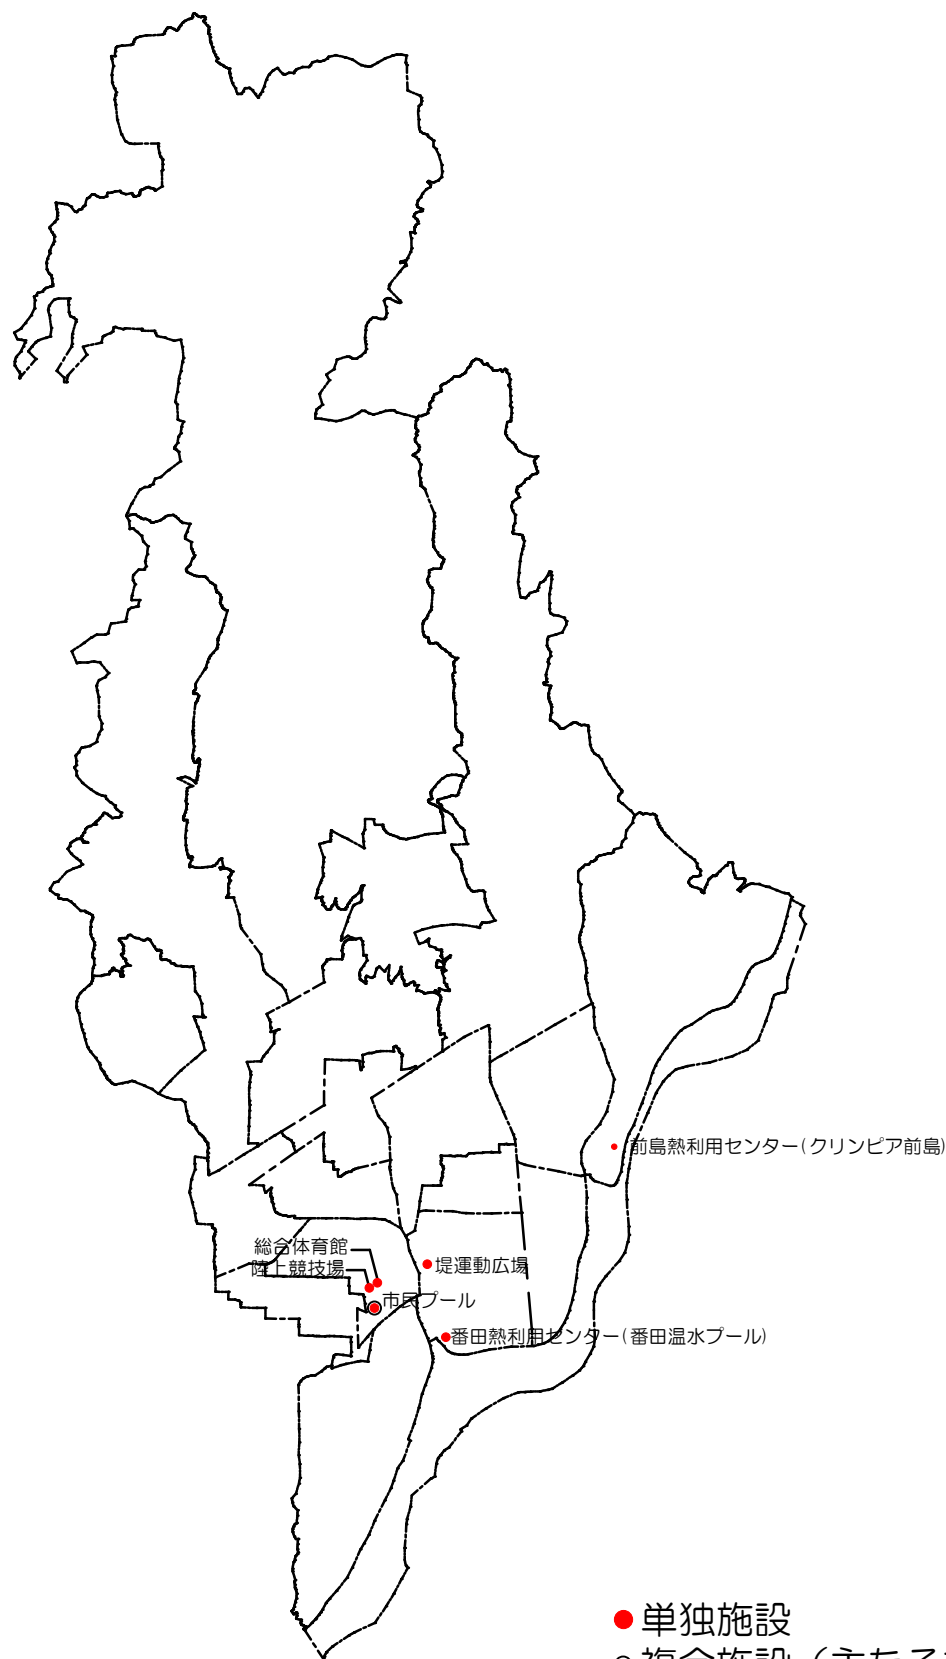 前島熱利用センター(クリンピア前島)
総合体育館
陸上競技場
堤運動広場
市民プール
番田熱利用センター(番田温水プール)
単独施設